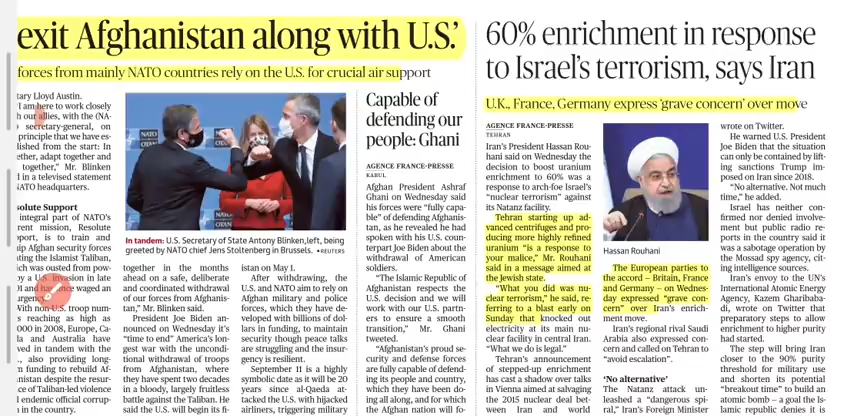 exit Afghanistan along with U.S.'
forces from mainly NATO countries rely on the U.S. for crucial air support
tary Lloyd Austin.
I am here to work closely
h our allies, with the (NA-
secretary-general, on
principle that we have es-
lished from the start: In
ether, adapt together and
together," Mr. Blinken
d in a televised statement
NATO headquarters.
solute Support
integral part of NATO's
rent mission, Resolute
pport, is to train and
ip Afghan security forces
ting the Islamist Taliban,
ich was ousted from pow-
by a U.S. invasion in late
and have waged an
urgency
With non-U.S. troop num-
s reaching as high as
000 in 2008, Europe, Ca-
la and Australia have
ved in tandem with the
., also providing long-
m funding to rebuild Af-
nistan despite the resur-
ce of Taliban-led violence
l endemic official corrup-
n in the country.
NATO
OTAN
In tandem: U.S. Secretary of State Antony Blinken,left, being
greeted by NATO chief Jens Stoltenberg in Brussels. •REUTERS
together in the months
ahead on a safe, deliberate
and coordinated withdrawal
of our forces from Afghanis-
tan," Mr. Blinken said.
President Joe Biden an-
nounced on Wednesday it's
"time to end" America's lon-
gest war with the uncondi-
tional withdrawal of troops
from Afghanistan, where
they have spent two decades
in a bloody, largely fruitless
battle against the Taliban. He
said the U.S. will begin its fi-
istan on May 1.
After withdrawing, the
U.S. and NATO aim to rely on
Afghan military and police
forces, which they have de-
veloped with billions of dol-
lars in funding, to maintain
security though peace talks
are struggling and the insur-
gency is resilient.
September 11 is a highly
symbolic date as it will be 20
years since al-Qaeda at-
tacked the U.S. with hijacked
airliners, triggering military
Capable of
defending our
people: Ghani
AGENCE FRANCE-PRESSE
KABUL
Afghan President Ashraf
Ghani on Wednesday said
his forces were "fully capa-
ble" of defending Afghanis-
tan, as he revealed he had
spoken with his U.S. coun-
terpart Joe Biden about the
withdrawal of American
soldiers.
"The Islamic Republic of
Afghanistan respects the
U.S. decision and we will
work with our U.S. part-
ners to ensure a smooth
transition," Mr. Ghani
tweeted.
"Afghanistan's proud se-
curity and defense forces
are fully capable of defend-
ing its people and country,
which they have been do-
ing all along, and for which
the Afghan nation will fo-
60% enrichment in response
to Israel's terrorism, says Iran
U.K., France, Germany express 'grave concern' over move
AGENCE FRANCE-PRESSE
TEHRAN
Iran's President Hassan Rou-
hani said on Wednesday the
decision to boost uranium
enrichment to 60% was a
response to arch-foe Israel's
"nuclear terrorism" against
its Natanz facility.
Tehran starting up ad-
vanced centrifuges and pro-
ducing more highly refined
uranium "is a response to
your malice," Mr. Rouhani
said in a message aimed at
the Jewish state.
"What you did was nu-
clear terrorism," he said, re-
ferring to a blast early on
Sunday that knocked out
electricity at its main nu-
clear facility in central Iran.
"What we do is legal."
Tehran's announcement
of stepped-up enrichment
has cast a shadow over talks
in Vienna aimed at salvaging
the 2015 nuclear deal bet-
ween Iran and world
Hassan Rouhani
The European parties to
the accord – Britain, France
and Germany – on Wednes-
day expressed "grave con-
cern" over Iran's enrich-
ment move.
Iran's regional rival Saudi
Arabia also expressed con-
cern and called on Tehran to
"avoid escalation".
'No alternative'
The Natanz attack un-
leashed a "dangerous spi-
ral," Iran's Foreign Minister
wrote on Twitter.
He warned U.S. President
Joe Biden that the situation
can only be contained by lift-
ing sanctions Trump im-
posed on Iran since 2018.
"No alternative. Not much
time," he added.
Israel has neither con-
firmed nor denied involve-
ment but public radio re-
ports in the country said it
was a sabotage operation by
the Mossad spy agency, cit-
ing intelligence sources.
Iran's envoy to the UN's
International Atomic Energy
Agency, Kazem Gharibaba-
di, wrote on Twitter that
preparatory steps to allow
enrichment to higher purity
had started.
The step will bring Iran
closer to the 90% purity
threshold for military use
and shorten its potential
"breakout time" to build an
atomic bomb – a goal the Is-
lamic republic denies it is